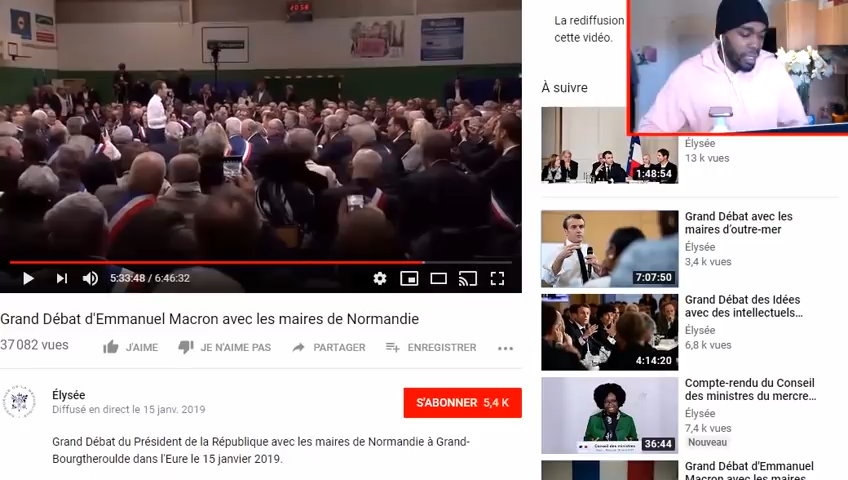 20:58
5:33:48 / 6:46:32
Grand Débat d'Emmanuel Macron avec les maires de Normandie
37 082 vues
J'AIME
JE N'AIME PAS
PARTAGER
ENREGISTRER
Élysée
Diffusé en direct le 15 janv. 2019
S'ABONNER 5,4 K
Grand Débat du Président de la République avec les maires de Normandie à Grand-
Bourgtheroulde dans l'Eure le 15 janvier 2019.
La rediffusion
cette vidéo.
À suivre
1:48:54
Élysée
13 k vues
7:07:50
Grand Débat avec les
maires d'outre-mer
Élysée
3,4 k vues
4:14:20
Grand Débat des Idées
avec des intellectuels…
Élysée
6,8 k vues
36:44
Compte-rendu du Conseil
des ministres du mercre…
Élysée
7,4 k vues
Nouveau
Grand Débat d'Emmanuel
Macron avec les maires